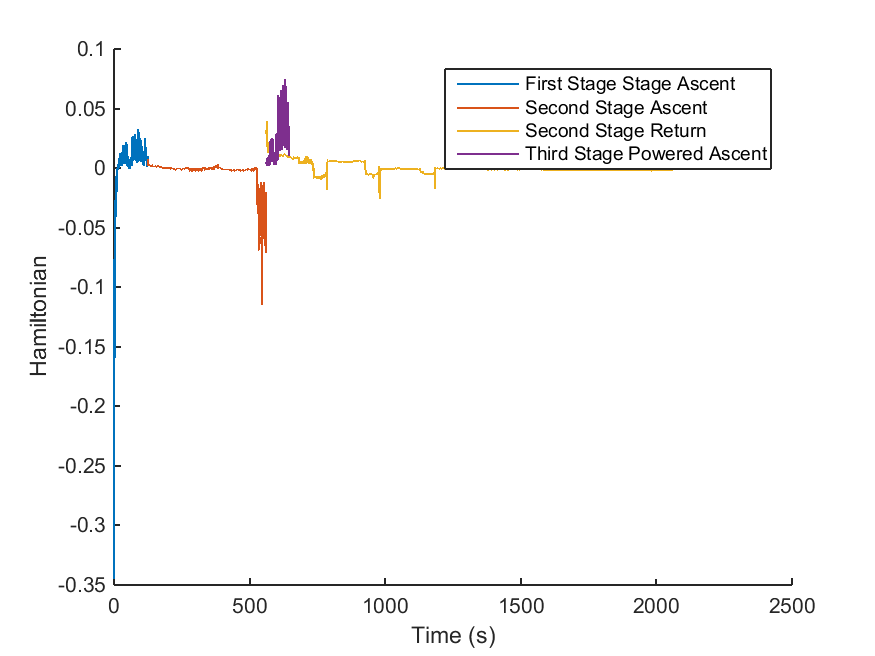 0.1
0.05
0
-0.05
-0.1
-0.15
-0.2
-0.25
-0.3
-0.35
Hamiltonian
First Stage Stage Ascent
Second Stage Ascent
Second Stage Return
Third Stage Powered Ascent
0 500 1000 1500 2000 2500
Time (s)